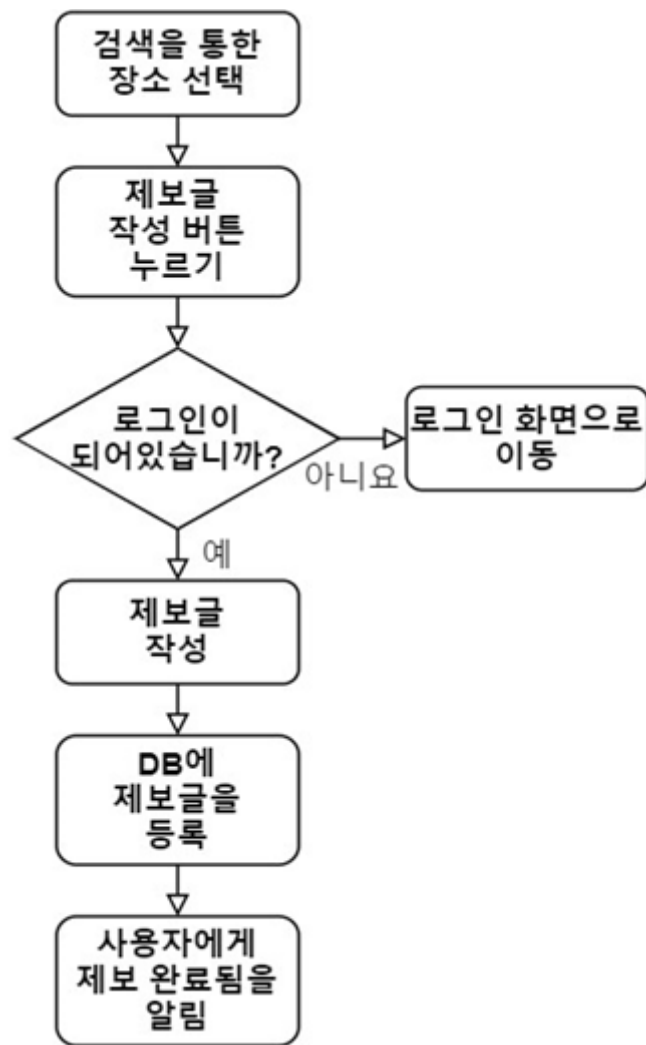 검색을 통한
장소 선택
제보글
작성 버튼
누르기
로그인이
되어있습니까?
로그인 화면으로
이동
아니요
예
제보글
작성
DB에
제보글을
등록
사용자에게
제보 완료됨을
알림